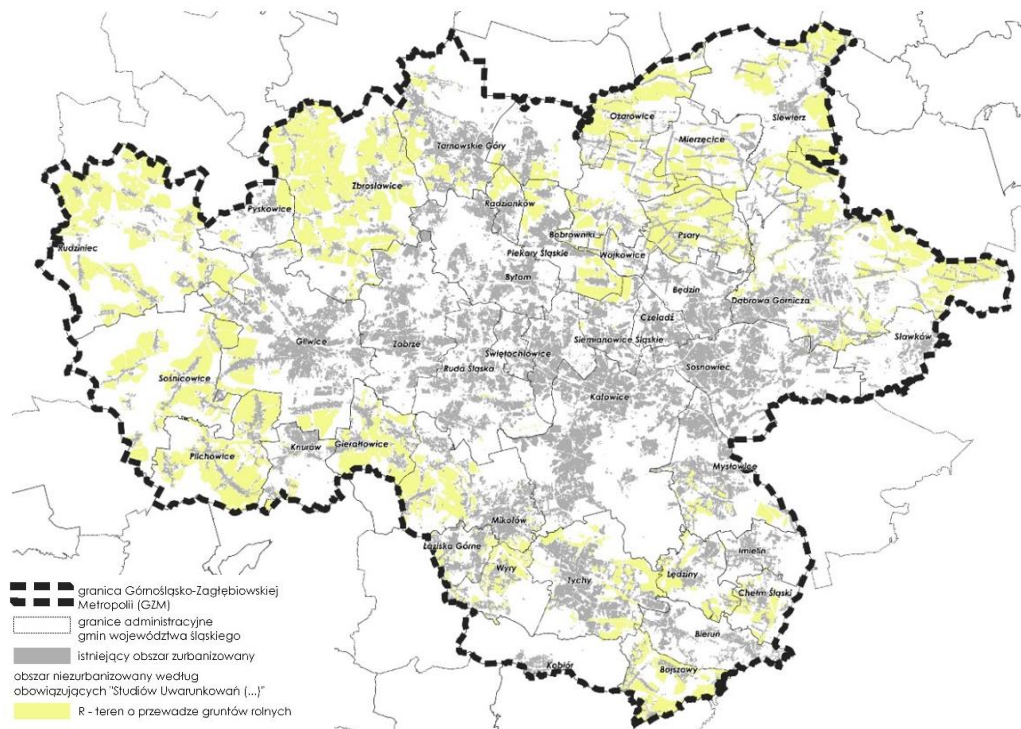 Ożarowice
Siewierz
Mierzęcice
Tarnowskie Góry
Zbrosławice
Radzionków
Pyskowice
Bobrowniki
Psary
Rudziniec
Piekary Śląskie
Wojkowice
Bytom
Będzin
Dąbrowa Górnicza
Czeladź
Sławków
Gliwice
Zabrze
Siemianowice Śląskie
Świętochłowice
Ruda Śląska
Sosnowiec
Sośnicowice
Katowice
Knurów
Gierałtowice
Pilchowice
Mysłowice
Mikołów
Łaziska Górne
Imielin
Wyry
Tychy
Lędziny
Chełm Śląski
Bieruń
Kobiór
Bojszowy
granica Górnośląsko-Zagłębiowskiej
Metropolii (GZM)
granice administracyjne
gmin województwa śląskiego
istniejący obszar zurbanizowany
obszar niezurbanizowany według
obowiązujących "Studiów Uwarunkowań (...)"
R - teren o przewadze gruntów rolnych